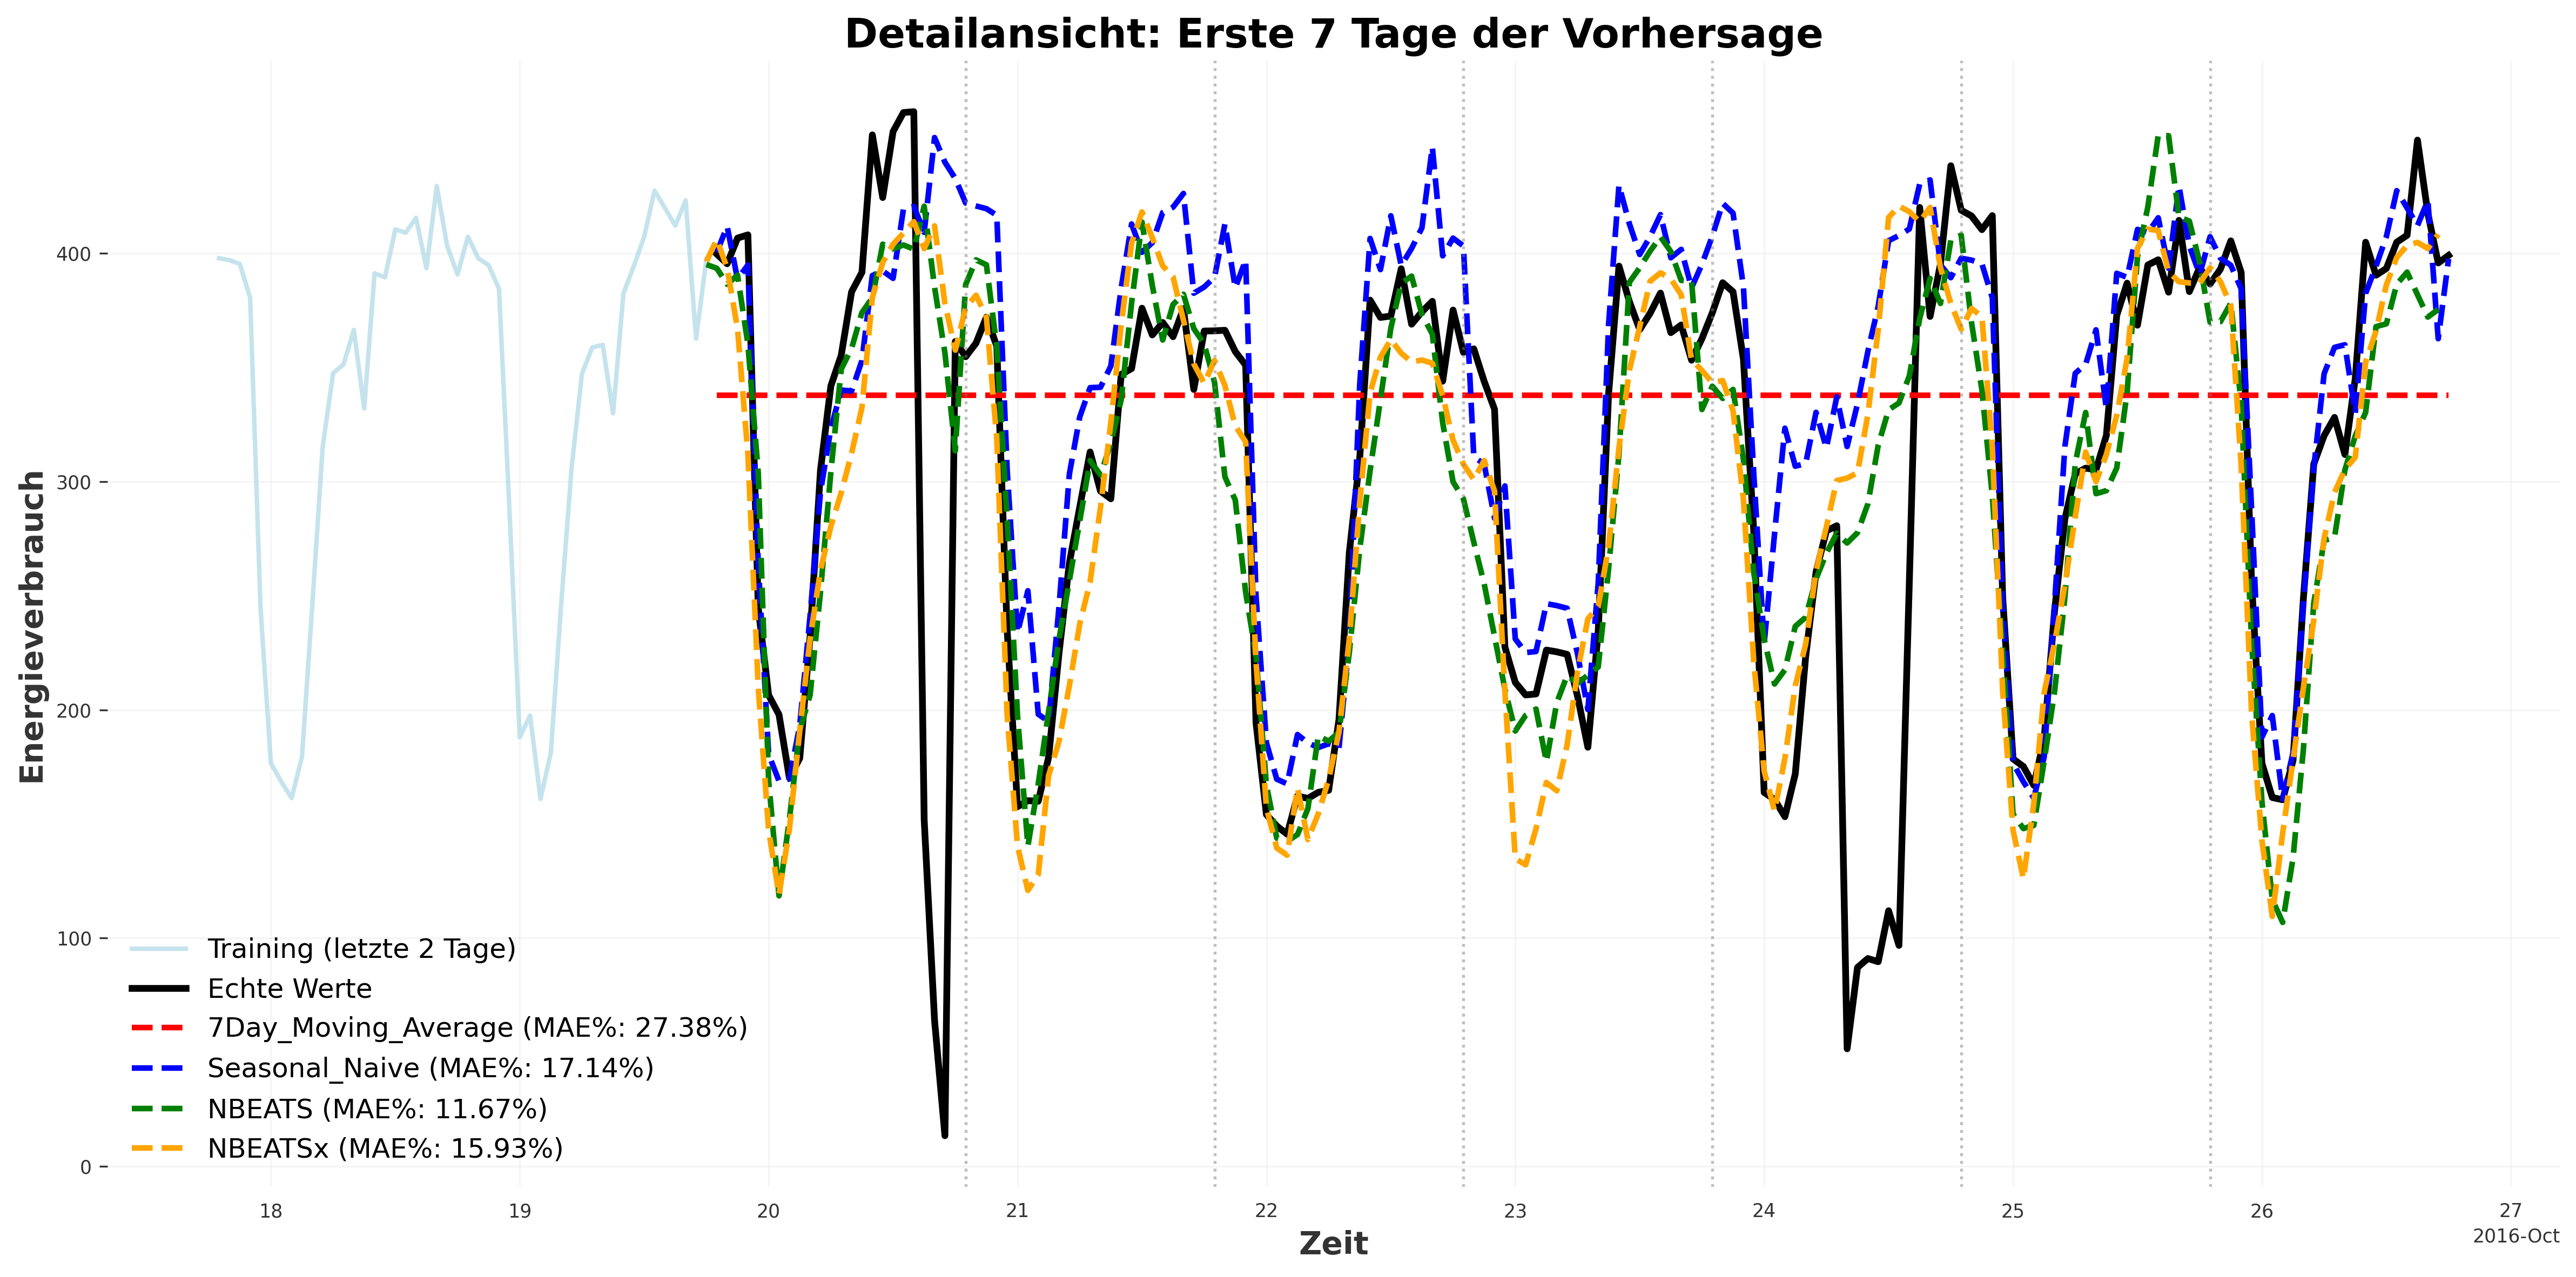 Detailansicht: Erste 7 Tage der Vorhersage
Energieverbrauch
400
300
200
100
0
Training (letzte 2 Tage)
Echte Werte
7Day_Moving_Average (MAE%: 27.38%)
Seasonal_Naive (MAE%: 17.14%)
NBEATS (MAE%: 11.67%)
NBEATSx (MAE%: 15.93%)
18 19 20 21 22 23 24 25 26 27
2016-Oct
Zeit